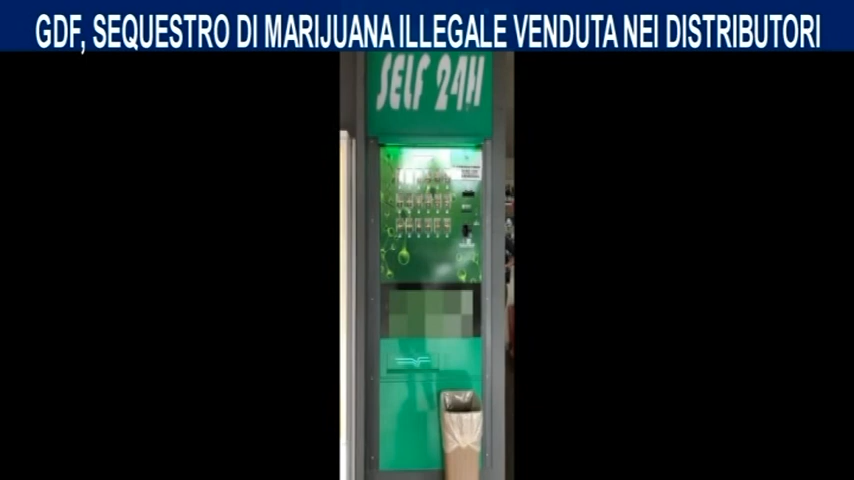 GDF, SEQUESTRO DI MARIJUANA ILLEGALE VENDUTA NEI DISTRIBUTORI
SELF 24H